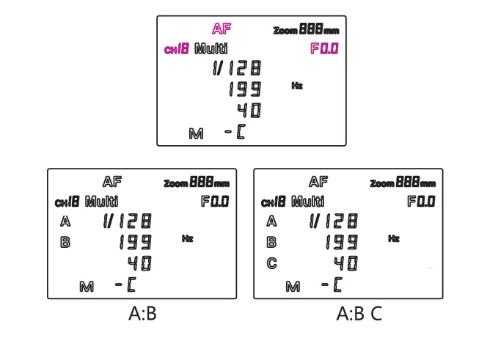 AF Zoom 888mm
CH18 Multi F0.0
1/128
199 Hz
40
M -C
AF Zoom 888mm
CH18 Multi F0.0
A 1/128
B 199 Hz
40
M -C
A:B
AF Zoom 888mm
CH18 Multi F0.0
A 1/128
B 199 Hz
C 40
M -C
A:B C